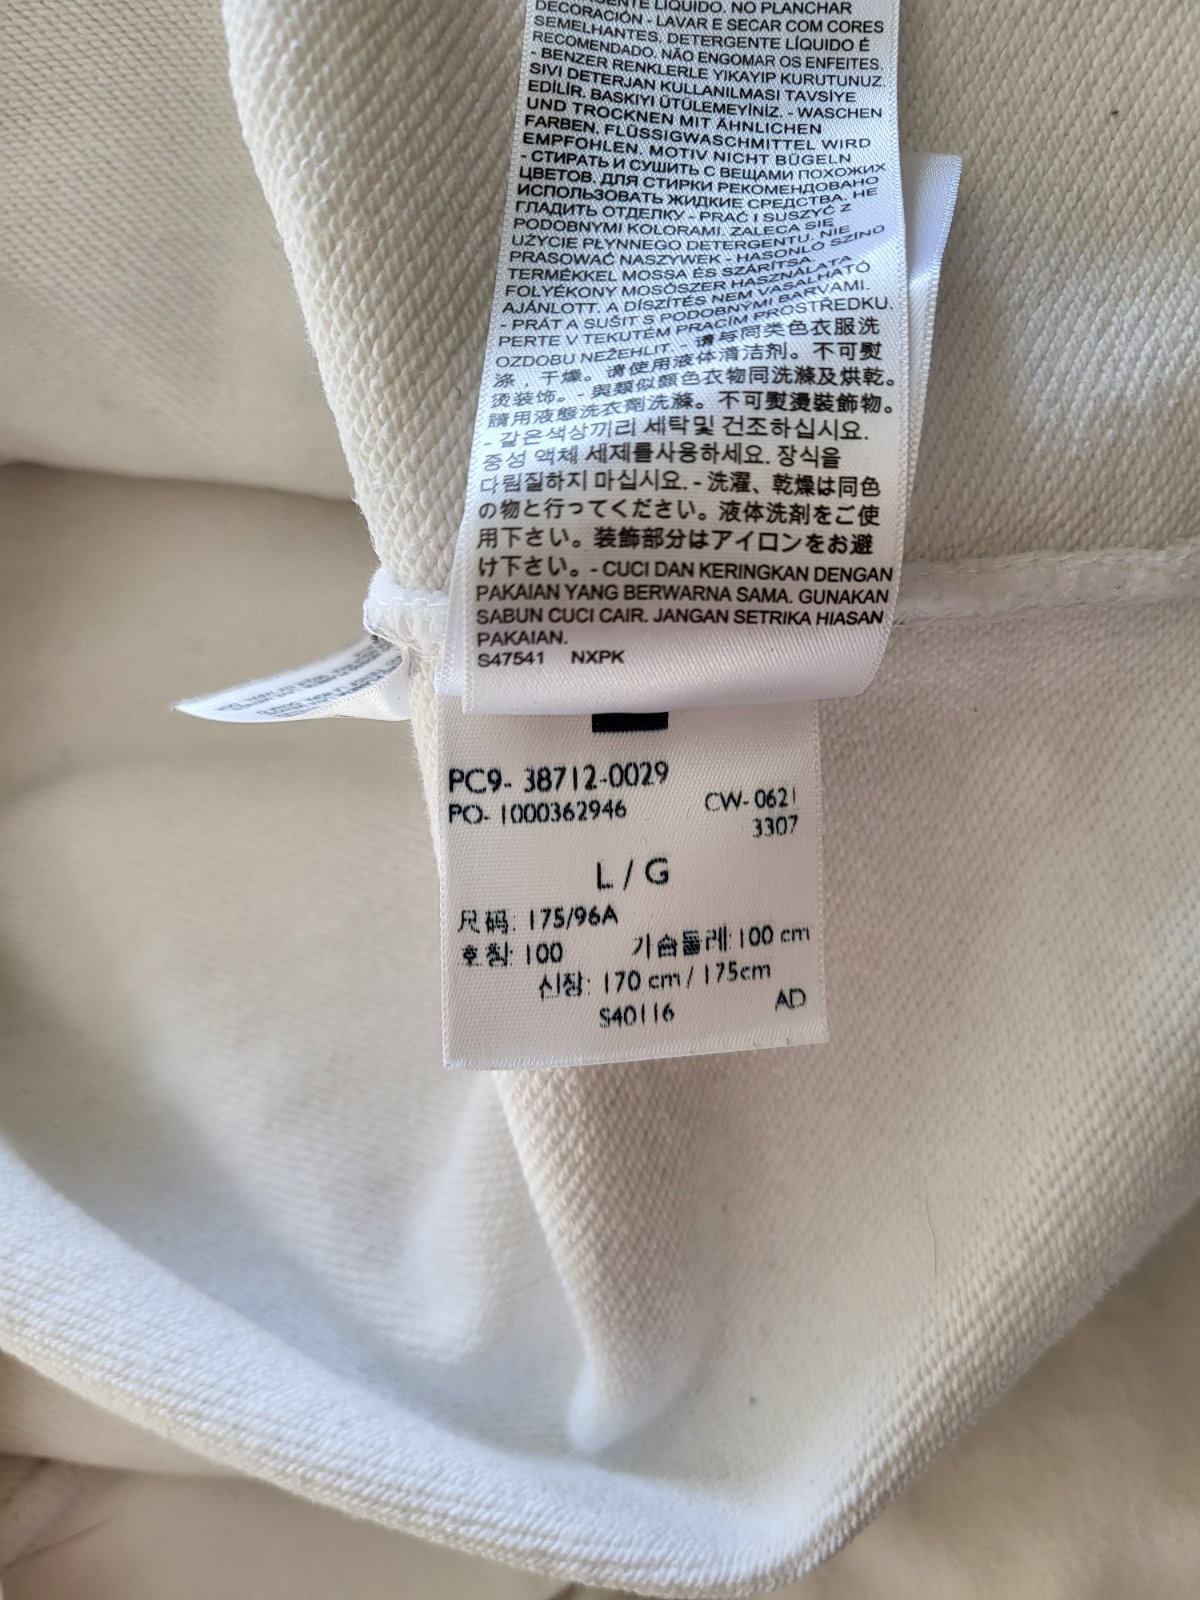 LÍQUIDO. NO PLANCHAR
DECORACIÓN - LAVAR E SECAR COM CORES
SEMELHANTES. DETERGENTE LÍQUIDO É
RECOMENDADO. NÃO ENGOMAR OS ENFEITES.
- BENZER RENKLERLE YIKAYIP KURUTUNUZ.
SIVI DETERJAN KULLANILMASI TAVSİYE
EDİLİR. BASKIYI ÜTÜLEMEYİNİZ. - WASCHEN
UND TROCKNEN MIT ÄHNLICHEN
FARBEN. FLÜSSIGWASCHMITTEL WIRD
EMPFOHLEN. MOTIV NICHT BÜGELN
- СТИРАТЬ И СУШИТЬ С ВЕЩАМИ ПОХОЖИХ
ЦВЕТОВ. ДЛЯ СТИРКИ РЕКОМЕНДОВАНО
ИСПОЛЬЗОВАТЬ ЖИДКИЕ СРЕДСТВА. НЕ
ГЛАДИТЬ ОТДЕЛКУ - PRAĆ I SUSZYĆ Z
PODOBNYMI KOLORAMI. ZALECA SIĘ
UŻYCIE PŁYNNEGO DETERGENTU. NIE
PRASOWAĆ NASZYWEK - HASONLÓ SZÍNŰ
TERMÉKKEL MOSSA ÉS SZÁRÍTSA.
FOLYÉKONY MOSÓSZER HASZNÁLATA
AJÁNLOTT. A DÍSZÍTÉS NEM VASALHATÓ
- PRÁT A SUŠIT S PODOBNÝMI BARVAMI.
PERTE V TEKUTÉM PRACÍM PROSTŘEDKU.
OZDOBU NEŽEHLIT. - 请与同类色衣服洗
涤，干燥。请使用液体清洁剂。不可熨
烫装饰。- 與類似顏色衣物同洗滌及烘乾。
請用液態洗衣劑洗滌。不可熨燙裝飾物。
- 같은색상끼리 세탁및 건조하십시요.
중성 액체 세제를사용하세요. 장식을
다림질하지 마십시요. - 洗濯、乾燥は同色
の物と行ってください。液体洗剤をご使
用下さい。装飾部分はアイロンをお避
け下さい。- CUCI DAN KERINGKAN DENGAN
PAKAIAN YANG BERWARNA SAMA. GUNAKAN
SABUN CUCI CAIR. JANGAN SETRIKA HIASAN
PAKAIAN.
S47541 NXPK
PC9- 38712-0029
PO- 1000362946 CW- 0621
3307
L / G
尺码: 175/96A
호칭: 100 가슴둘레: 100 cm
신장: 170 cm / 175cm
S40116 AD